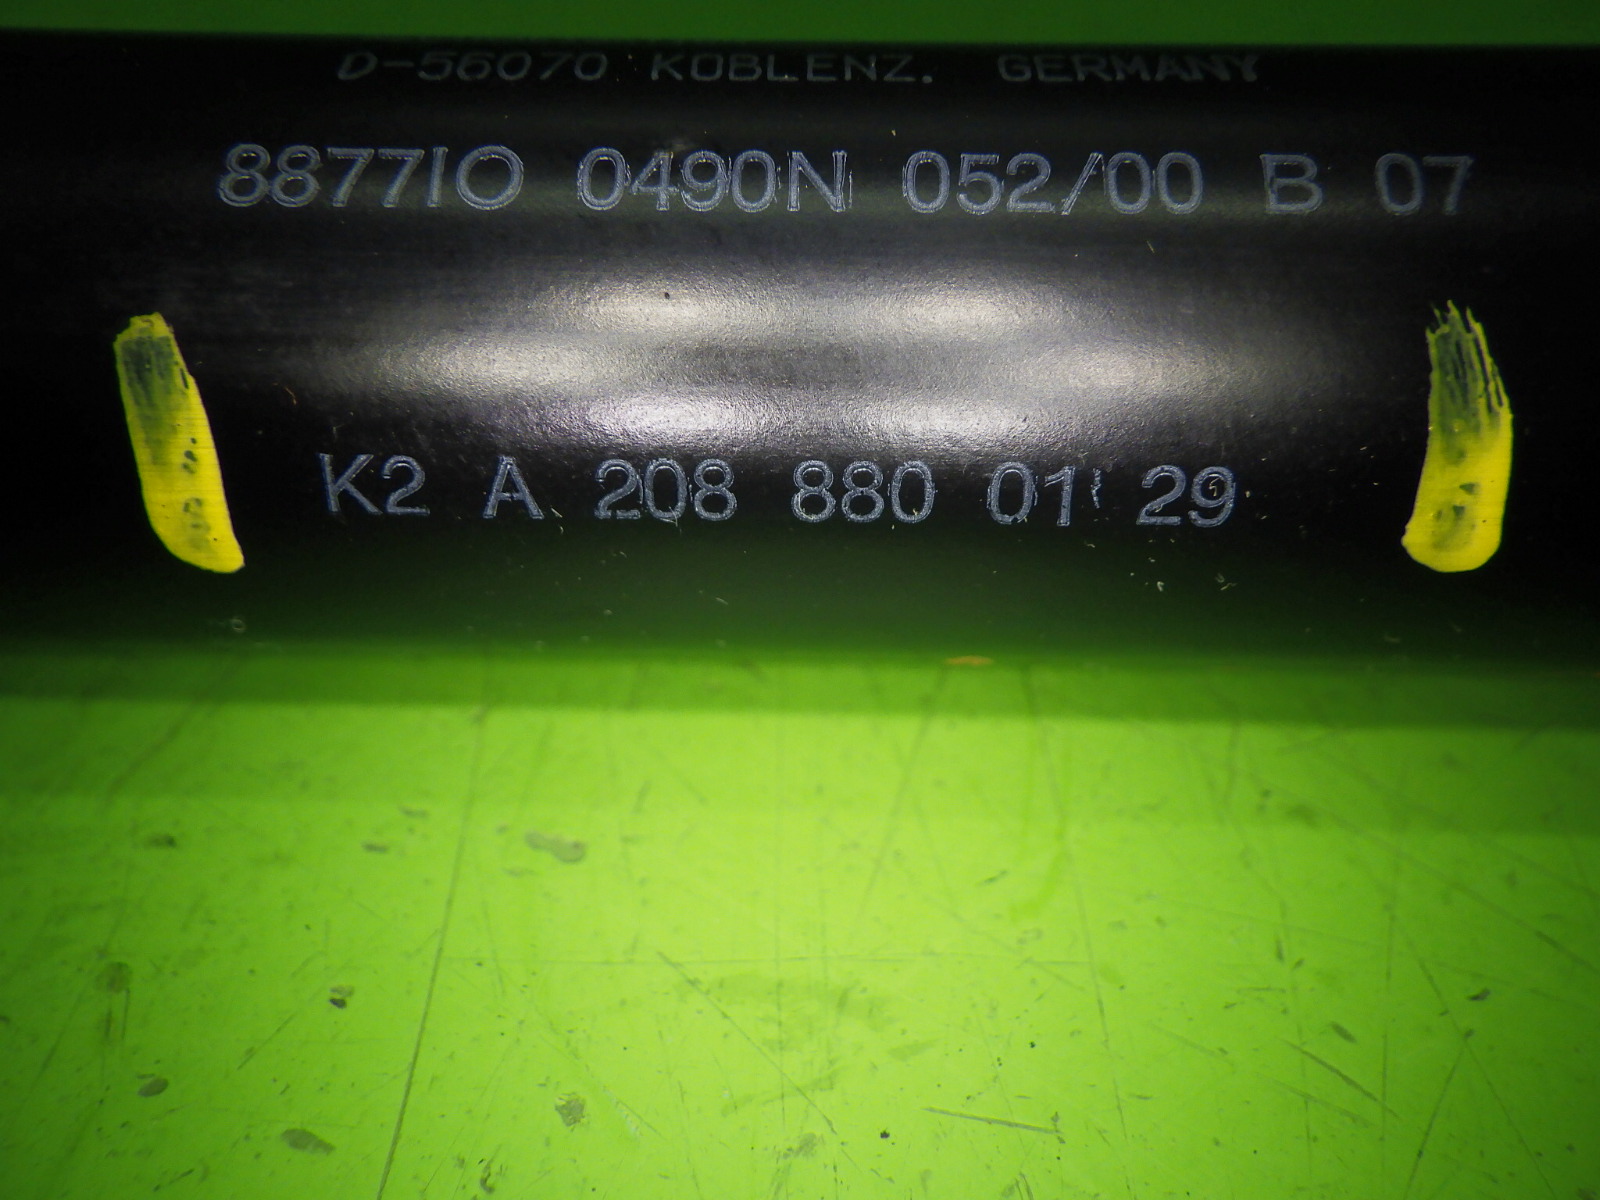 D-56070 KOBLENZ. GERMANY
8877IO 0490N 052/00 B 07
K2 A 208 880 01 29